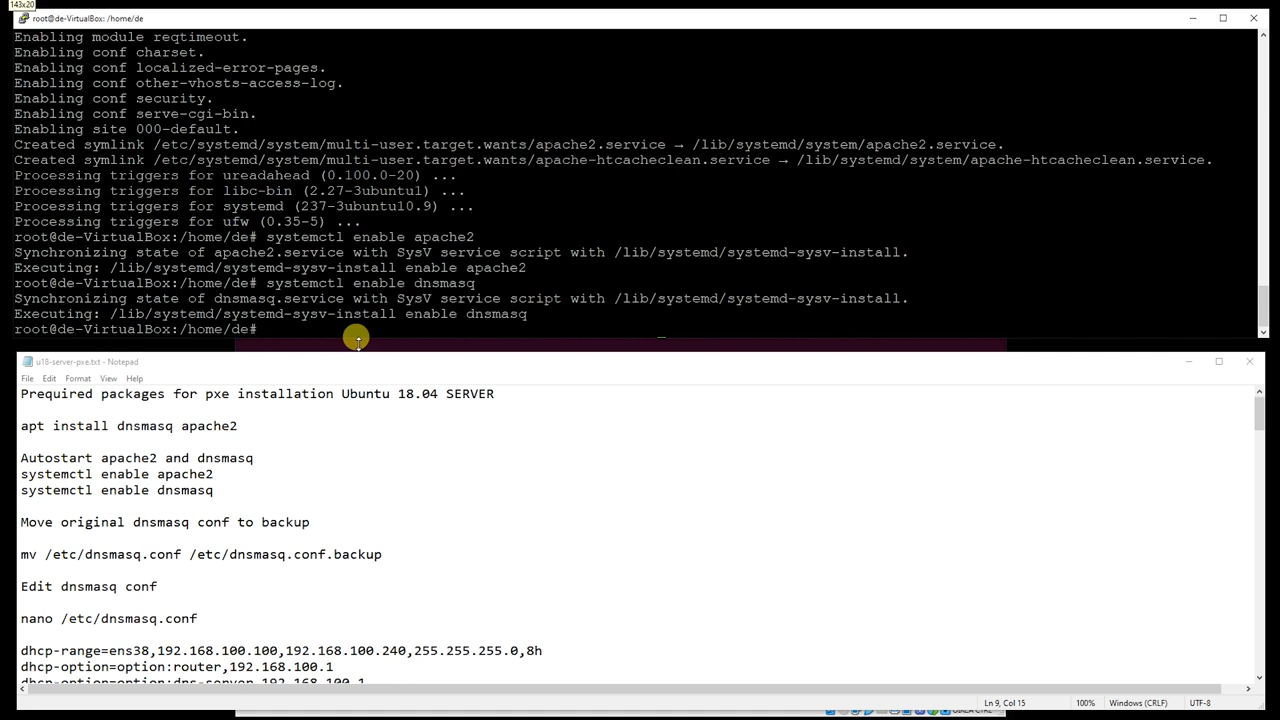 143x20
root@de-VirtualBox: /home/de
Enabling module reqtimeout.
Enabling conf charset.
Enabling conf localized-error-pages.
Enabling conf other-vhosts-access-log.
Enabling conf security.
Enabling conf serve-cgi-bin.
Enabling site 000-default.
Created symlink /etc/systemd/system/multi-user.target.wants/apache2.service → /lib/systemd/system/apache2.service.
Created symlink /etc/systemd/system/multi-user.target.wants/apache-htcacheclean.service → /lib/systemd/system/apache-htcacheclean.service.
Processing triggers for ureadahead (0.100.0-20) ...
Processing triggers for libc-bin (2.27-3ubuntu1) ...
Processing triggers for systemd (237-3ubuntu10.9) ...
Processing triggers for ufw (0.35-5) ...
root@de-VirtualBox:/home/de# systemctl enable apache2
Synchronizing state of apache2.service with SysV service script with /lib/systemd/systemd-sysv-install.
Executing: /lib/systemd/systemd-sysv-install enable apache2
root@de-VirtualBox:/home/de# systemctl enable dnsmasq
Synchronizing state of dnsmasq.service with SysV service script with /lib/systemd/systemd-sysv-install.
Executing: /lib/systemd/systemd-sysv-install enable dnsmasq
root@de-VirtualBox:/home/de#
u18-server-pxe.txt - Notepad
File Edit Format View Help
Prequired packages for pxe installation Ubuntu 18.04 SERVER
apt install dnsmasq apache2
Autostart apache2 and dnsmasq
systemctl enable apache2
systemctl enable dnsmasq
Move original dnsmasq conf to backup
mv /etc/dnsmasq.conf /etc/dnsmasq.conf.backup
Edit dnsmasq conf
nano /etc/dnsmasq.conf
dhcp-range=ens38,192.168.100.100,192.168.100.240,255.255.255.0,8h
dhcp-option=option:router,192.168.100.1
dhcp-option=option:dns-server,192.168.100.1
Ln 9, Col 15 100% Windows (CRLF) UTF-8